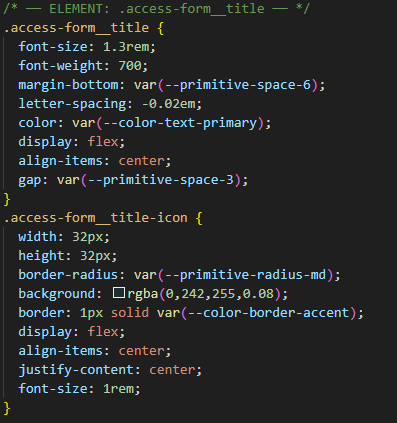 /* —— ELEMENT: .access-form__title —— */
.access-form__title {
  font-size: 1.3rem;
  font-weight: 700;
  margin-bottom: var(--primitive-space-6);
  letter-spacing: -0.02em;
  color: var(--color-text-primary);
  display: flex;
  align-items: center;
  gap: var(--primitive-space-3);
}
.access-form__title-icon {
  width: 32px;
  height: 32px;
  border-radius: var(--primitive-radius-md);
  background: rgba(0,242,255,0.08);
  border: 1px solid var(--color-border-accent);
  display: flex;
  align-items: center;
  justify-content: center;
  font-size: 1rem;
}